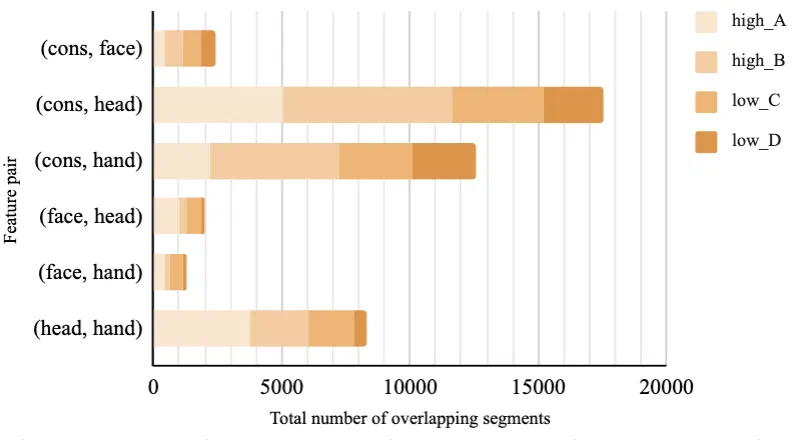 high_A
high_B
low_C
low_D
Feature pair
(cons, face)
(cons, head)
(cons, hand)
(face, head)
(face, hand)
(head, hand)
0 5000 10000 15000 20000
Total number of overlapping segments